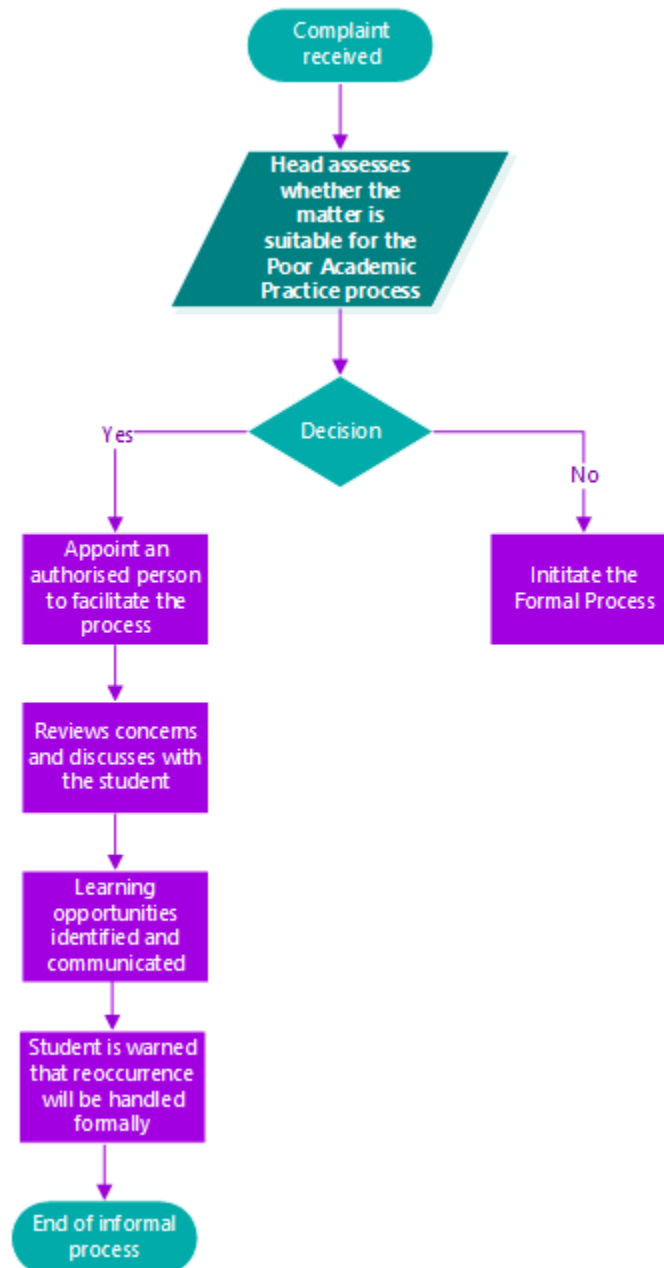 Complaint
received
Head assesses
whether the
matter is
suitable for the
Poor Academic
Practice process
Decision
Yes
No
Appoint an
authorised person
to facilitate the
process
Inititate the
Formal Process
Reviews concerns
and discusses with
the student
Learning
opportunities
identified and
communicated
Student is warned
that reoccurrence
will be handled
formally
End of informal
process